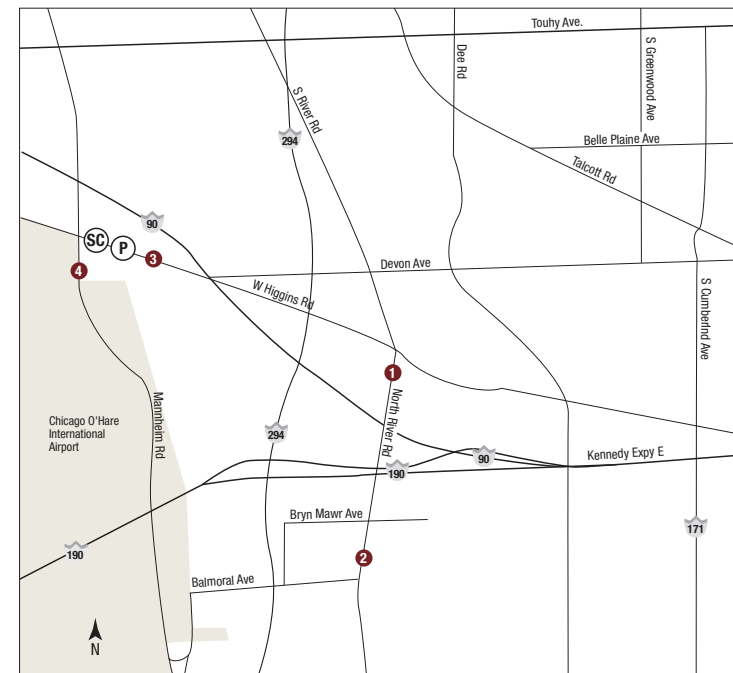 Touhy Ave.
Dee Rd
S Greenwood Ave
S River Rd
294
Belle Plaine Ave
Talcott Rd
90
SC
P
3
4
Devon Ave
W Higgins Rd
S Cumberlnd Ave
1
Mannheim Rd
North River Rd
Chicago O'Hare
International
Airport
294
Kennedy Expy E
90
190
Bryn Mawr Ave
171
190
2
Balmoral Ave
N